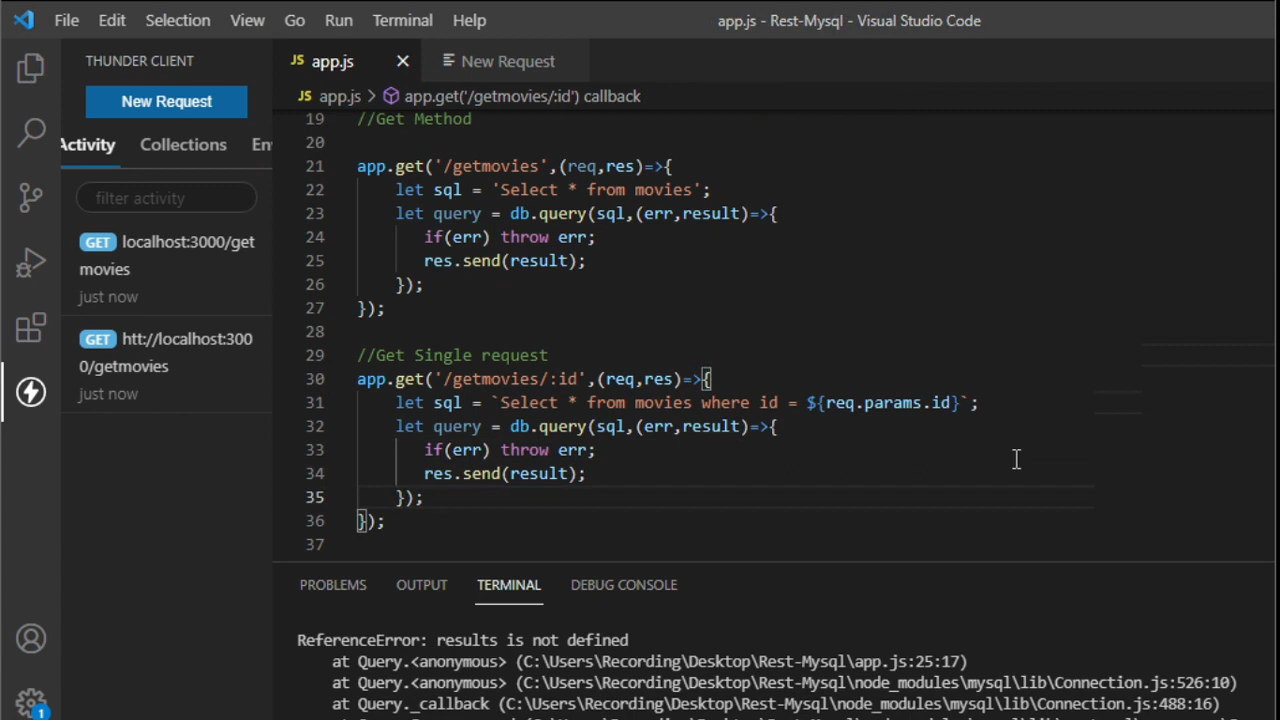 File Edit Selection View Go Run Terminal Help app.js - Rest-Mysql - Visual Studio Code
THUNDER CLIENT
New Request
Activity Collections En
filter activity
GET localhost:3000/get
movies
just now
GET htt://localhost:300
0/getmovies
just now
1
JS app.js × New Request
JS app.js > app.get('/getmovies/:id') callback
19 //Get Method
20
21 app.get('/getmovies',(req,res)=>{
22 let sql = 'Select * from movies';
23 let query = db.query(sql,(err,result)=>{
24 if(err) throw err;
25 res.send(result);
26 });
27 });
28
29 //Get Single request
30 app.get('/getmovies/:id',(req,res)=>{
31 let sql = `Select * from movies where id = ${req.params.id}`;
32 let query = db.query(sql,(err,result)=>{
33 if(err) throw err;
34 res.send(result);
35 });
36 });
37
PROBLEMS OUTPUT TERMINAL DEBUG CONSOLE
ReferenceError: results is not defined
at Query.<anonymous> (C:\Users\Recording\Desktop\Rest-Mysql\app.js:25:17)
at Query.<anonymous> (C:\Users\Recording\Desktop\Rest-Mysql\node_modules\mysql\lib\Connection.js:526:10)
at Query._callback (C:\Users\Recording\Desktop\Rest-Mysql\node_modules\mysql\lib\Connection.js:488:16)